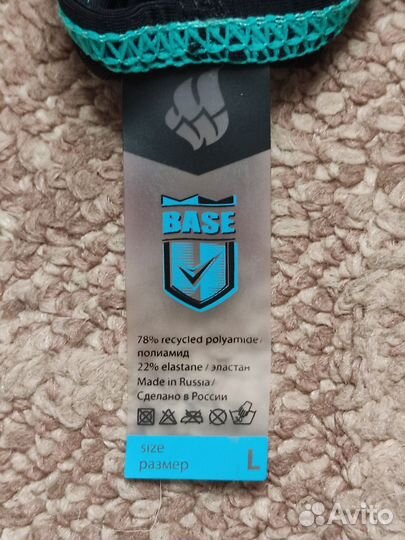 BASE
78% recycled polyamide/
полиамид
22% elastane / эластан
Made in Russia/
Сделано в России
size
размер
L
Avito